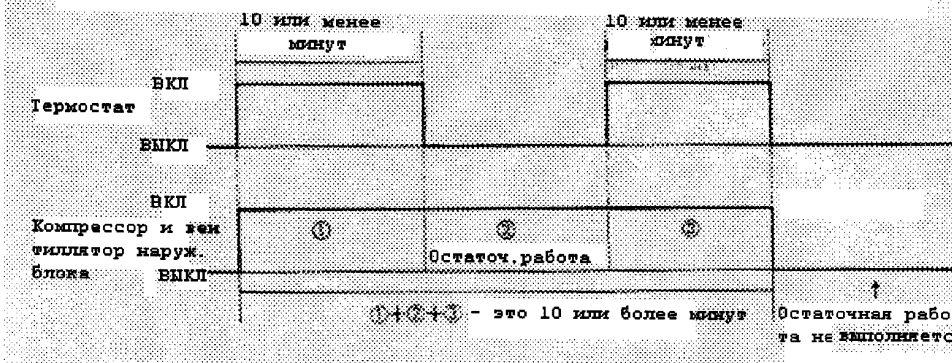 10 или менее
минут
10 или менее
минут
ВКЛ
Термостат
ВЫКЛ
ВКЛ
Компрессор и вен
тиллятор наруж.
блока
ВЫКЛ
① ② ③
Остаточ.работа
①+②+③ - это 10 или более минут
Остаточная рабо
та не выполняетс